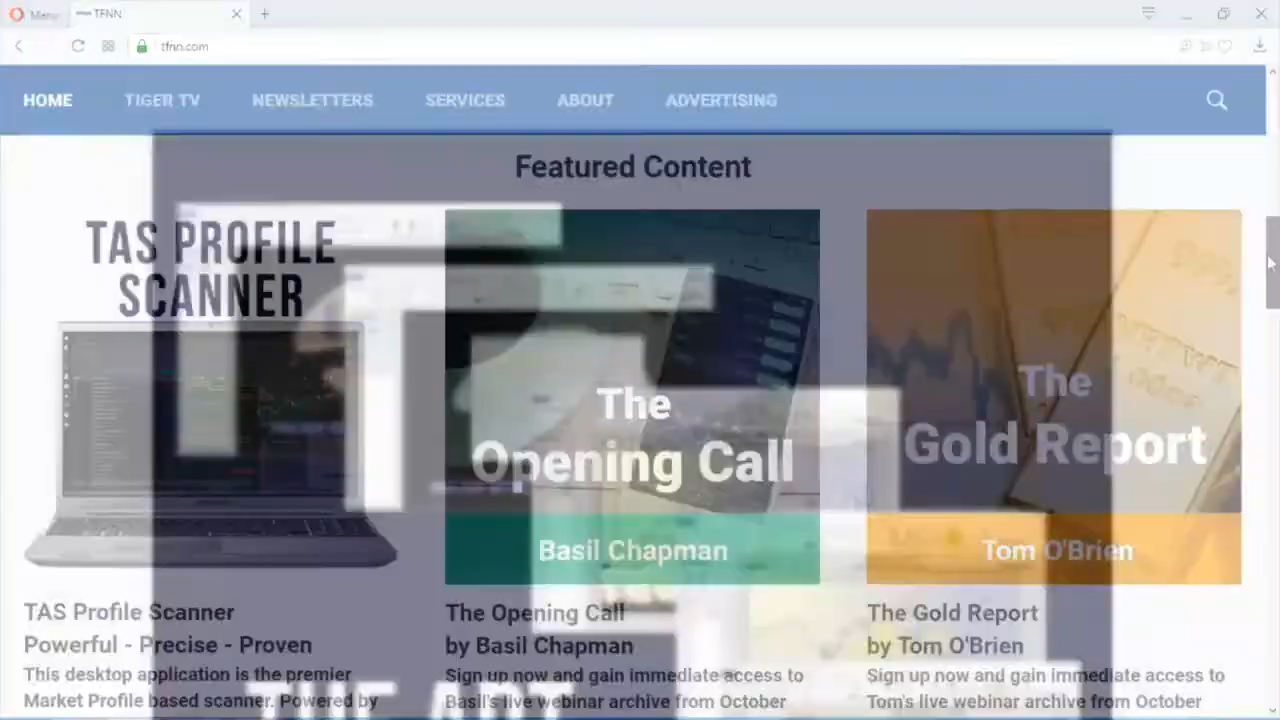 Menu
TFNN
tfnn.com
HOME TIGER TV NEWSLETTERS SERVICES ABOUT ADVERTISING
Featured Content
TAS PROFILE
SCANNER
The
Opening Call
Basil Chapman
The
Gold Report
Tom O'Brien
TAS Profile Scanner
Powerful - Precise - Proven
This desktop application is the premier
Market Profile based scanner. Powered by
The Opening Call
by Basil Chapman
Sign up now and gain immediate access to
Basil's live webinar archive from October
The Gold Report
by Tom O'Brien
Sign up now and gain immediate access to
Tom's live webinar archive from October